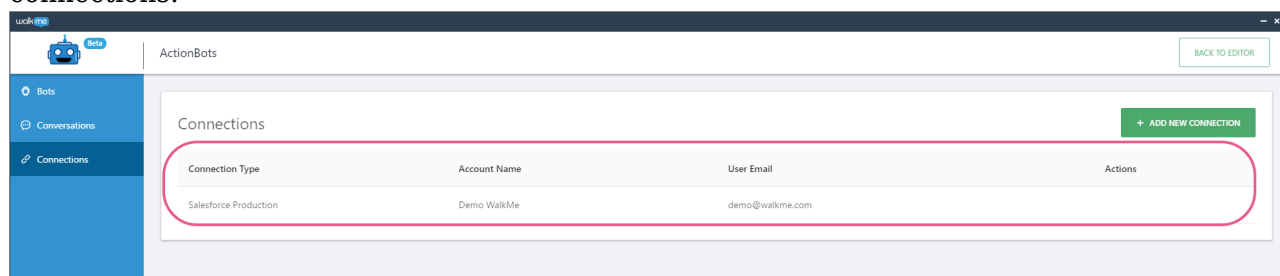 connections.
walkme
Beta
ActionBots
BACK TO EDITOR
Bots
Conversations
Connections
Connections
+ ADD NEW CONNECTION
Connection Type Account Name User Email Actions
Salesforce Production Demo WalkMe demo@walkme.com